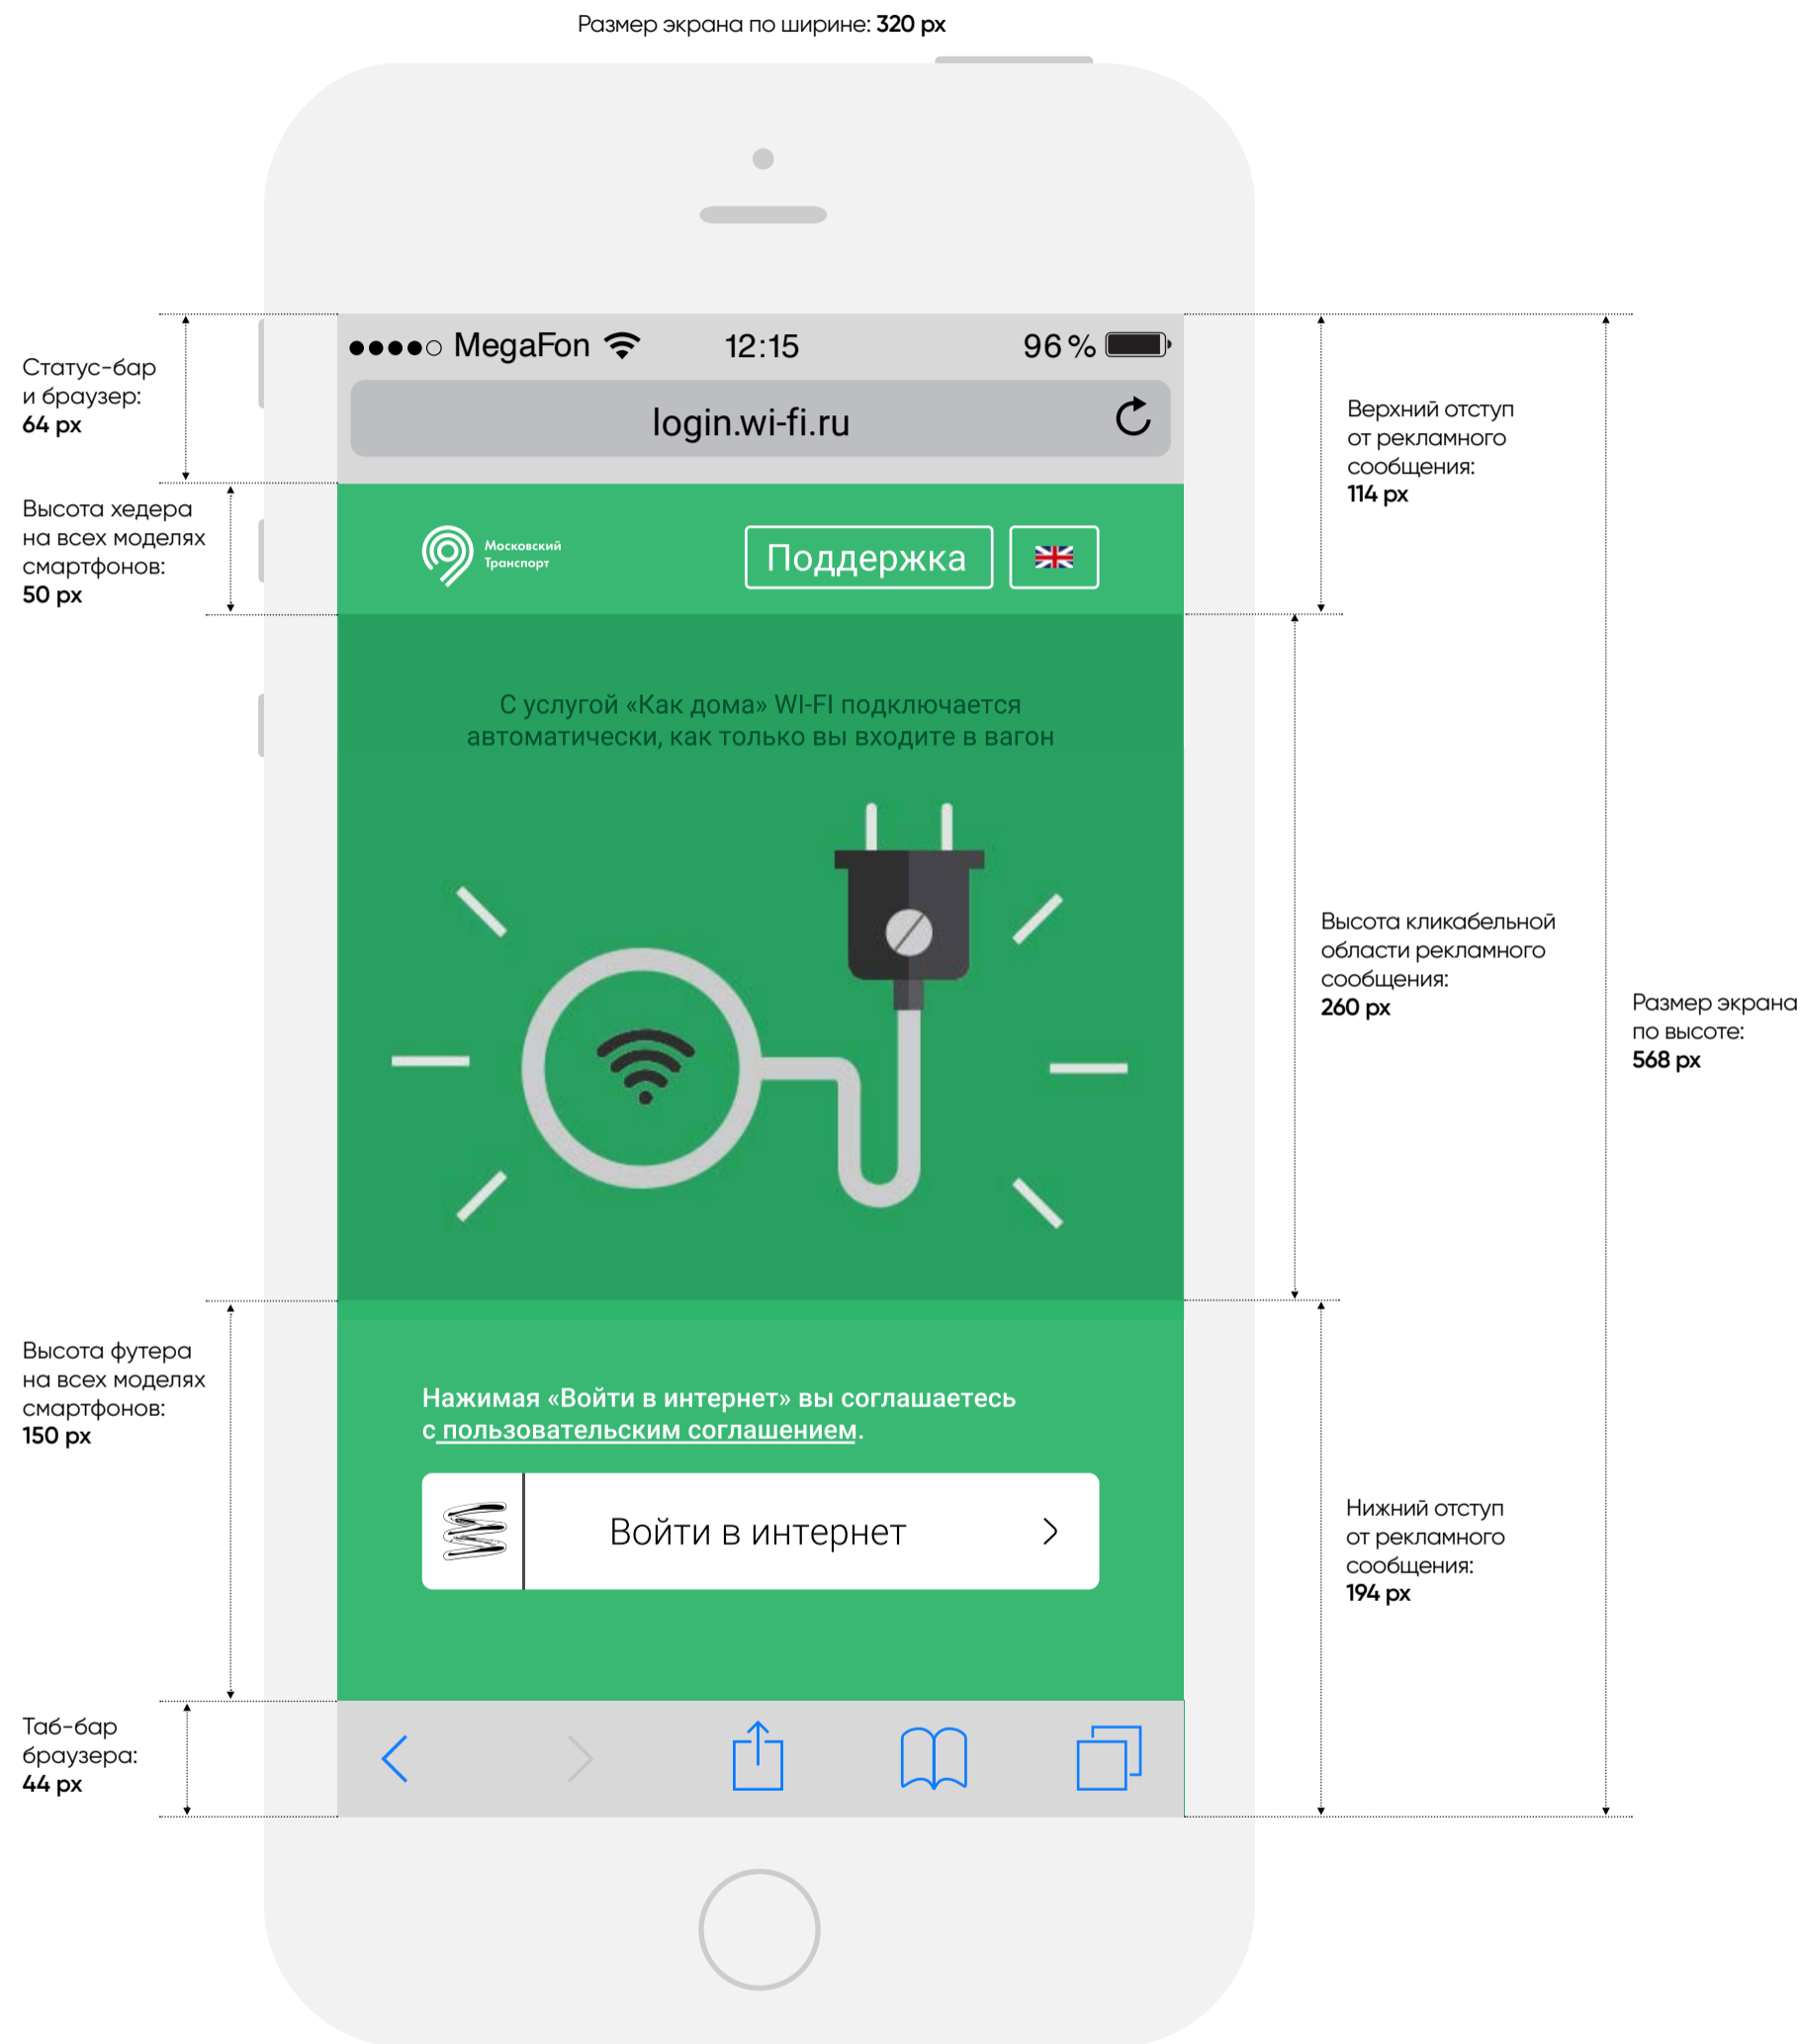 Размер экрана по ширине: 320 px
MegaFon
12:15
96 %
login.wi-fi.ru
Статус-бар
и браузер:
64 px
Высота хедера
на всех моделях
смартфонов:
50 px
Верхний отступ
от рекламного
сообщения:
114 px
Московский
Транспорт
Поддержка
С услугой «Как дома» WI-FI подключается
автоматически, как только вы входите в вагон
Высота кликабельной
области рекламного
сообщения:
260 px
Размер экрана
по высоте:
568 px
Высота футера
на всех моделях
смартфонов:
150 px
Нажимая «Войти в интернет» вы соглашаетесь
с пользовательским соглашением.
Войти в интернет
Нижний отступ
от рекламного
сообщения:
194 px
Таб-бар
браузера:
44 px